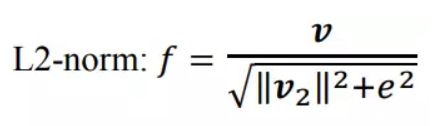 L2-norm: f = v / √(‖v₂‖²+e²)